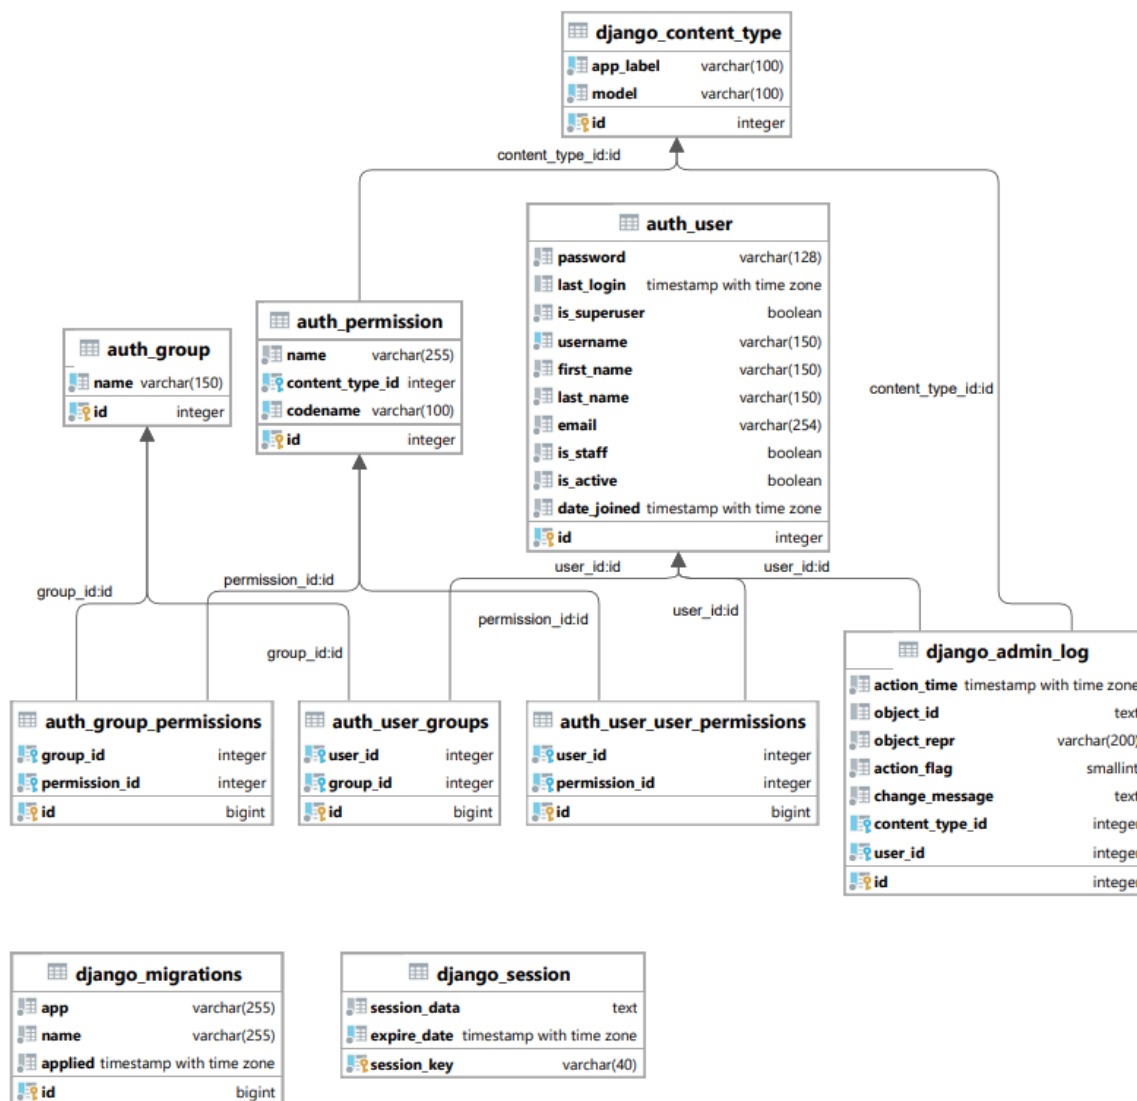 django_content_type
app_label varchar(100)
model varchar(100)
id integer
content_type_id:id
auth_user
password varchar(128)
last_login timestamp with time zone
is_superuser boolean
username varchar(150)
first_name varchar(150)
last_name varchar(150)
email varchar(254)
is_staff boolean
is_active boolean
date_joined timestamp with time zone
id integer
auth_permission
name varchar(255)
content_type_id integer
codename varchar(100)
id integer
auth_group
name varchar(150)
id integer
content_type_id:id
group_id:id
permission_id:id
user_id:id
user_id:id
group_id:id
permission_id:id
user_id:id
auth_group_permissions
group_id integer
permission_id integer
id bigint
auth_user_groups
user_id integer
group_id integer
id bigint
auth_user_user_permissions
user_id integer
permission_id integer
id bigint
django_admin_log
action_time timestamp with time zone
object_id text
object_repr varchar(200)
action_flag smallint
change_message text
content_type_id integer
user_id integer
id integer
django_migrations
app varchar(255)
name varchar(255)
applied timestamp with time zone
id bigint
django_session
session_data text
expire_date timestamp with time zone
session_key varchar(40)